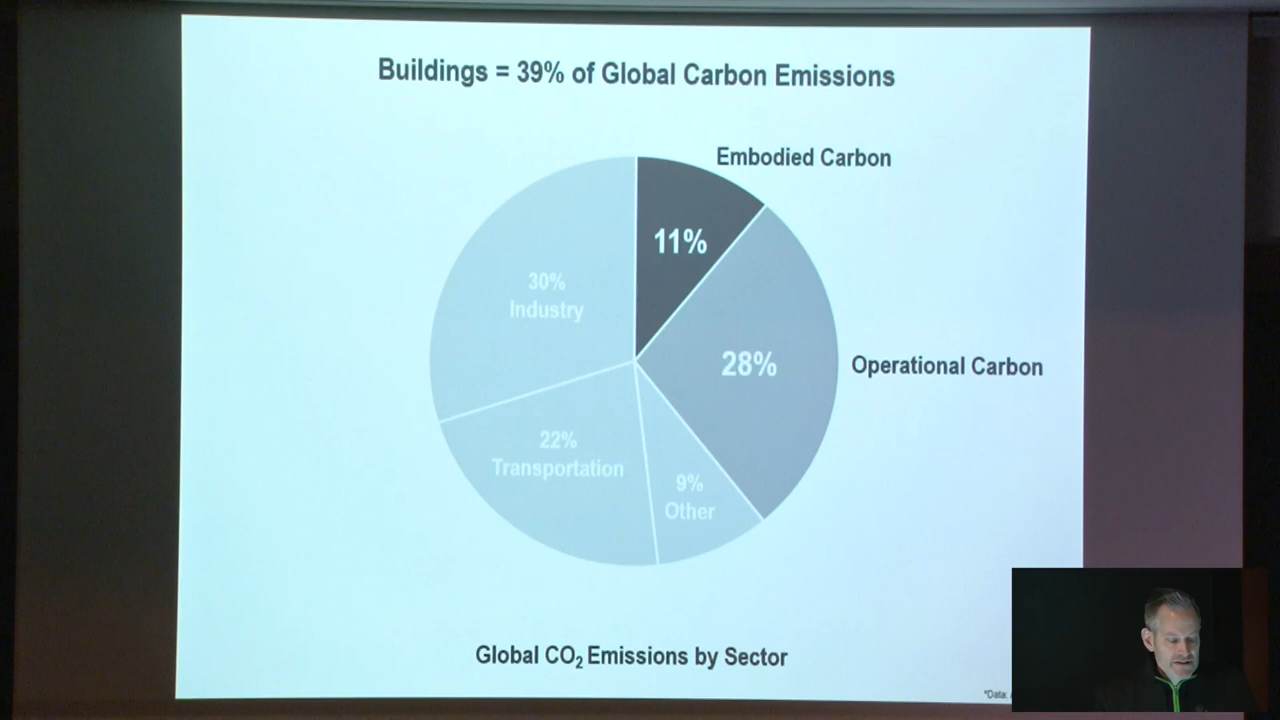 Buildings = 39% of Global Carbon Emissions
Embodied Carbon
11%
30%
Industry
28%
Operational Carbon
22%
Transportation
9%
Other
Global CO₂ Emissions by Sector
*Data: